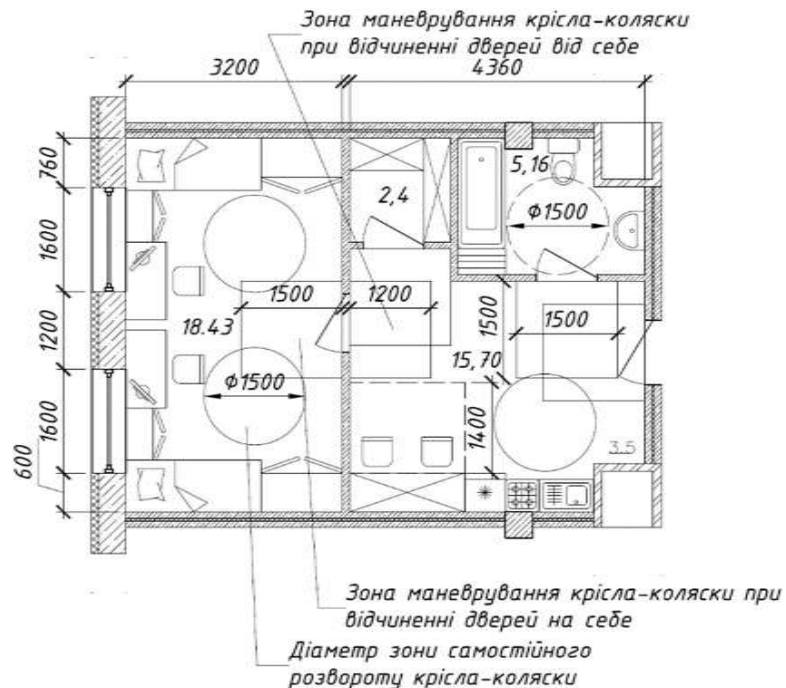 Зона маневрування крісла-коляски
при відчиненні дверей від себе
3200
4360
760
1600
1200
1600
600
5,16
2,4
ф1500
1500
1200
18.43
1500
1500
15,70
ф1500
1400
3.5
Зона маневрування крісла-коляски при
відчиненні дверей на себе
Діаметр зони самостійного
розвороту крісла-коляски